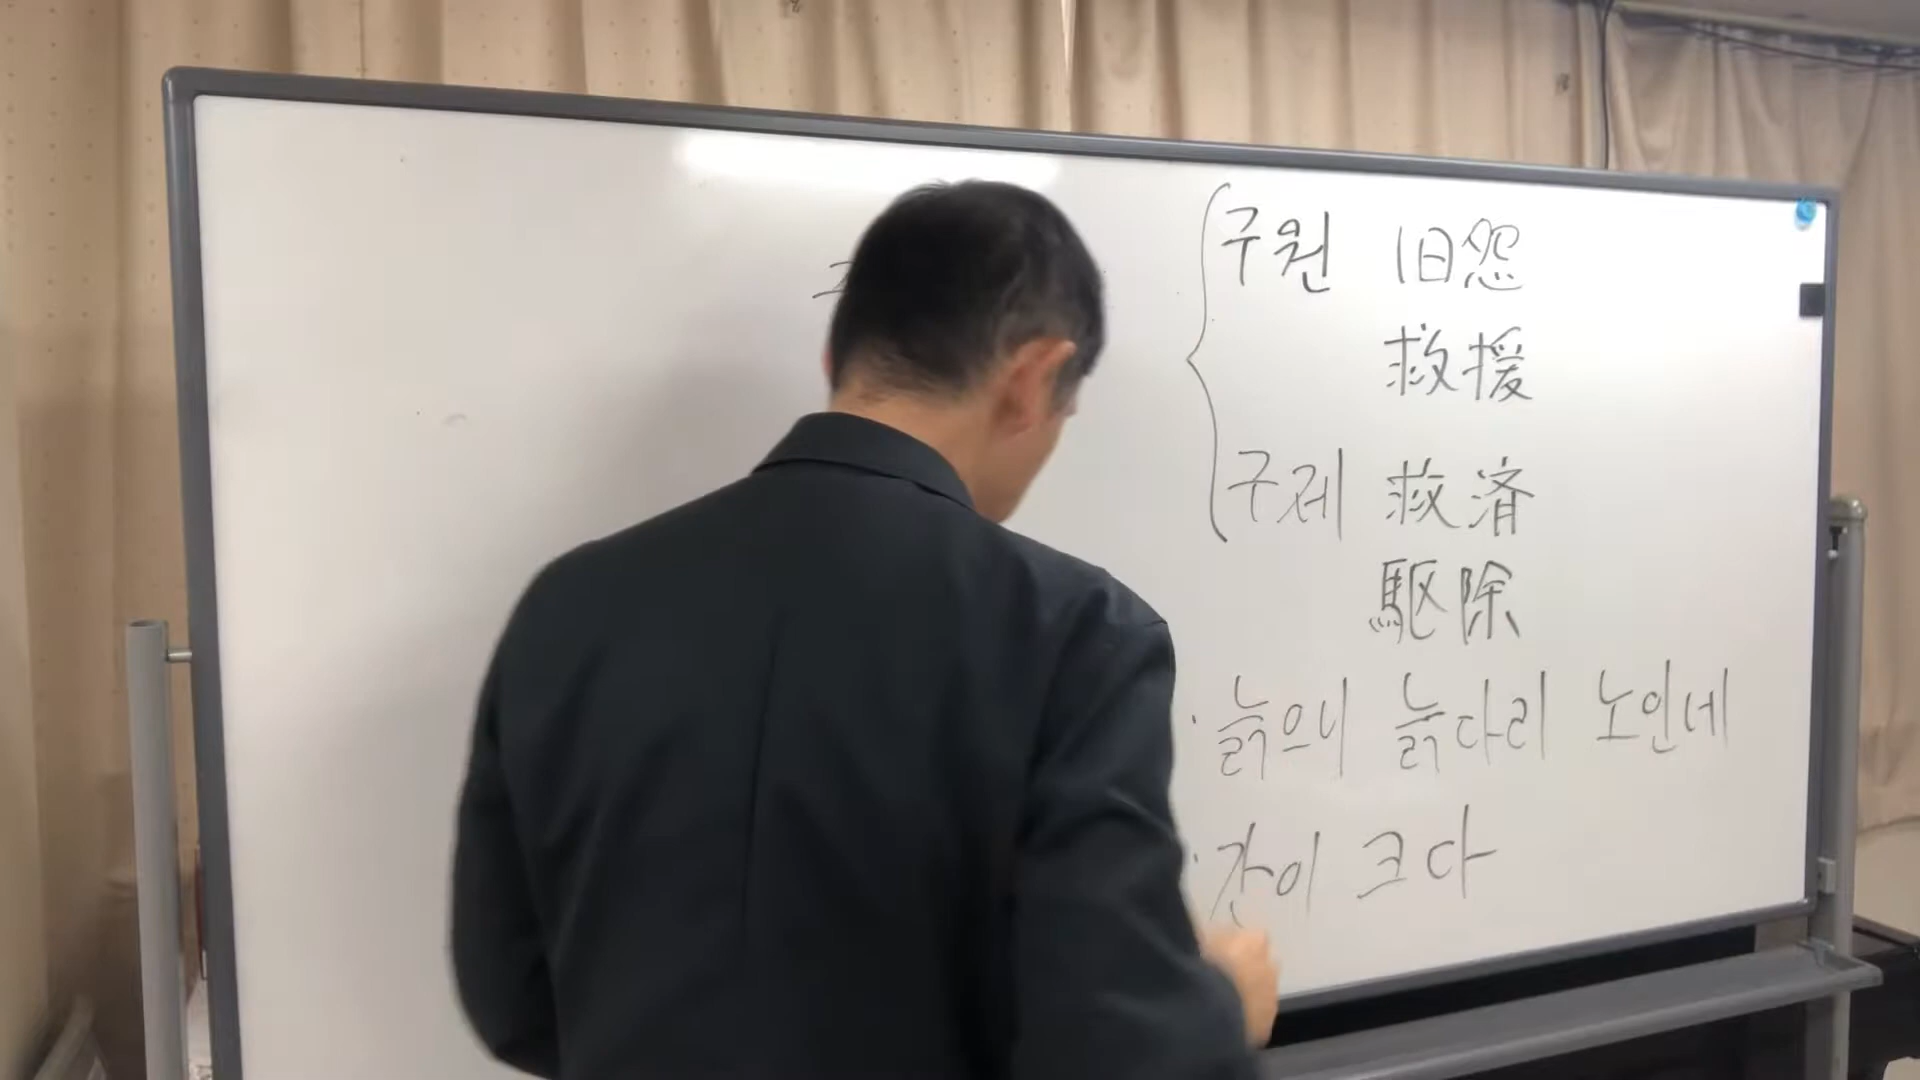 구원 旧怨
救援
구제 救済
駆除
· 늙으니 늙다리 노인네
· 간이 크다